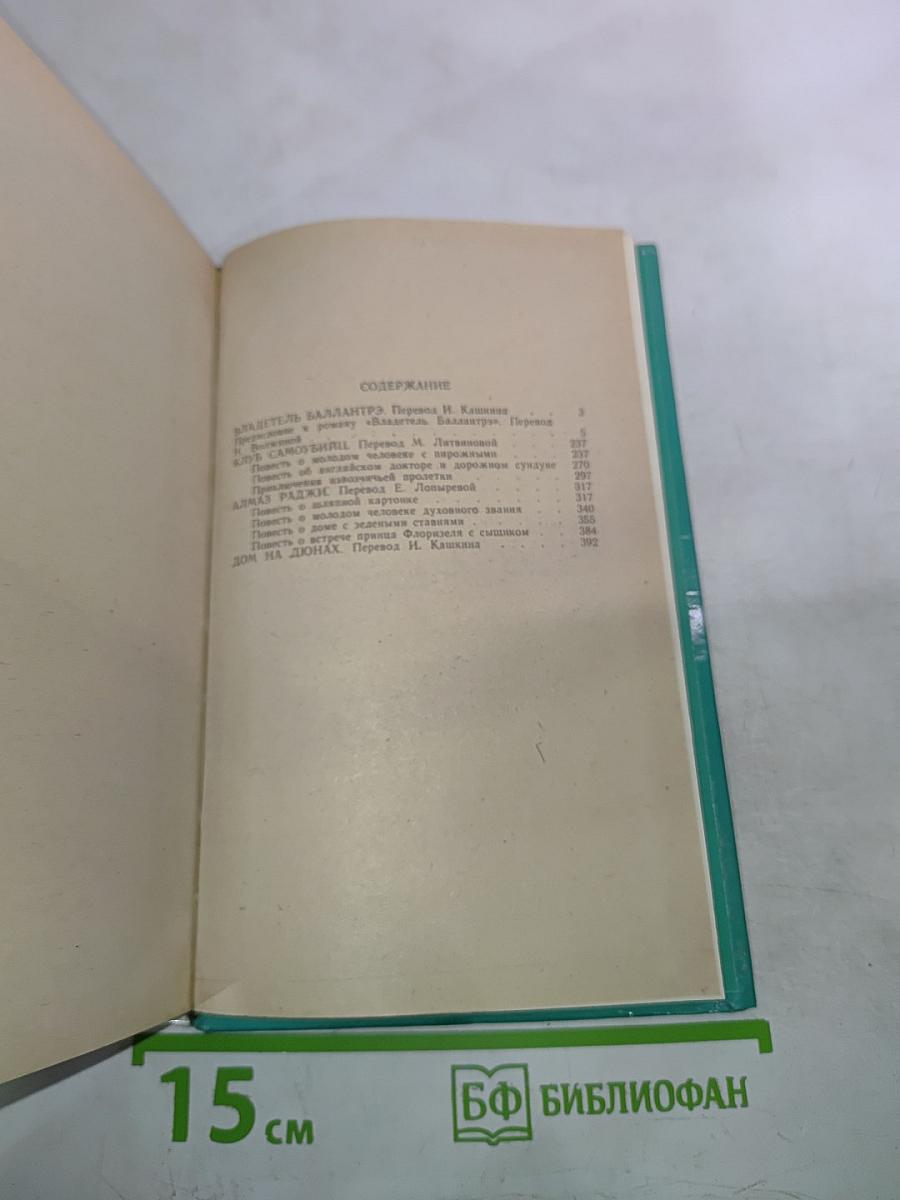 СОДЕРЖАНИЕ
ВЛАДЕТЕЛЬ БАЛЛАНТРЭ. Перевод И. Кашкина . . . 3
Предисловие к роману «Владетель Баллантрэ». Перевод
Н. Волжиной . . . . . . . . . . 5
КЛУБ САМОУБИЙЦ. Перевод М. Литвиновой . . . 237
Повесть о молодом человеке с пирожными . . . . 237
Повесть об английском докторе и дорожном сундуке 270
Приключения извозчичьей пролетки . . . . . 297
АЛМАЗ РАДЖИ. Перевод Е. Лопыревой . . . . 317
Повесть о шляпной картонке . . . . . . . 317
Повесть о молодом человеке духовного звания . . 340
Повесть о доме с зелеными ставнями . . . . . 355
Повесть о встрече принца Флоризеля с сыщиком . . 384
ДОМ НА ДЮНАХ. Перевод И. Кашкина . . . . 392
15 см
БФ БИБЛИОФАН